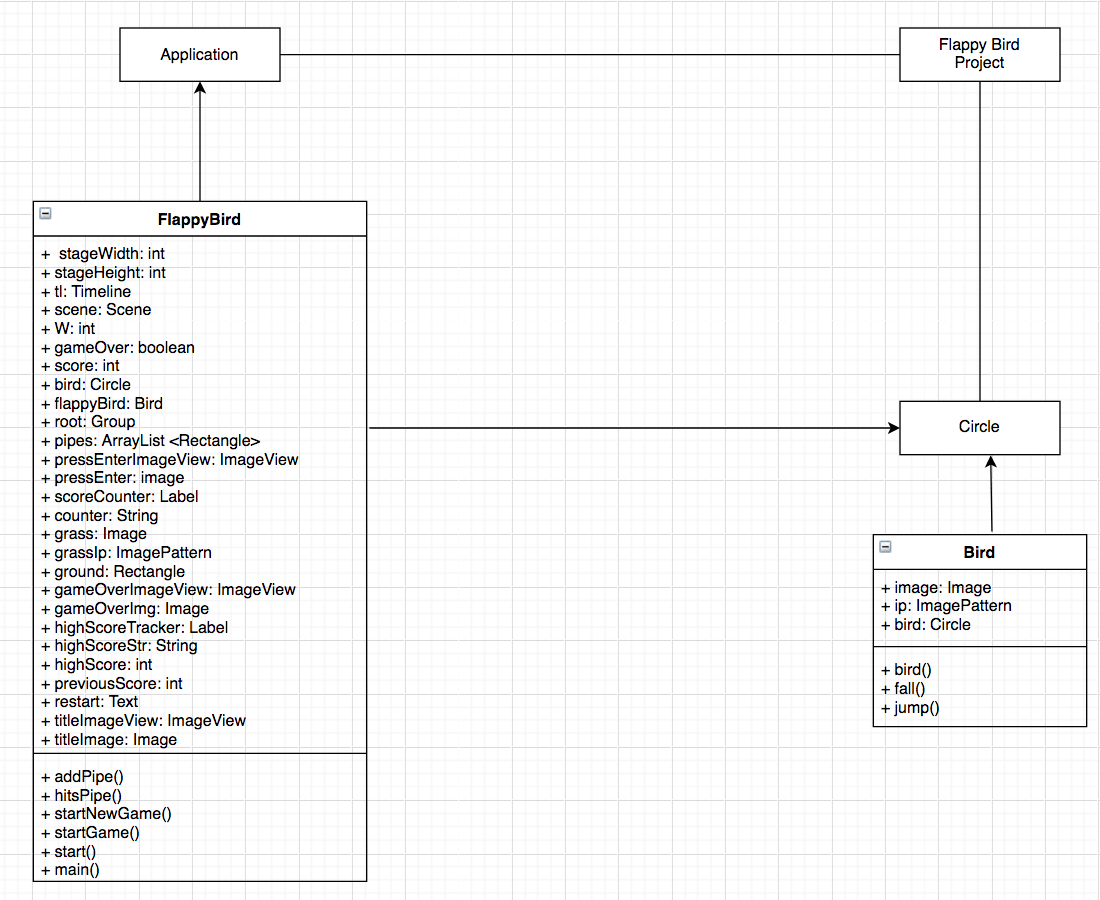 Application
Flappy Bird
Project
FlappyBird
+ stageWidth: int
+ stageHeight: int
+ tl: Timeline
+ scene: Scene
+ W: int
+ gameOver: boolean
+ score: int
+ bird: Circle
+ flappyBird: Bird
+ root: Group
+ pipes: ArrayList <Rectangle>
+ pressEnterImageView: ImageView
+ pressEnter: image
+ scoreCounter: Label
+ counter: String
+ grass: Image
+ grassIp: ImagePattern
+ ground: Rectangle
+ gameOverImageView: ImageView
+ gameOverImg: Image
+ highScoreTracker: Label
+ highScoreStr: String
+ highScore: int
+ previousScore: int
+ restart: Text
+ titleImageView: ImageView
+ titleImage: Image
+ addPipe()
+ hitsPipe()
+ startNewGame()
+ startGame()
+ start()
+ main()
Circle
Bird
+ image: Image
+ ip: ImagePattern
+ bird: Circle
+ bird()
+ fall()
+ jump()